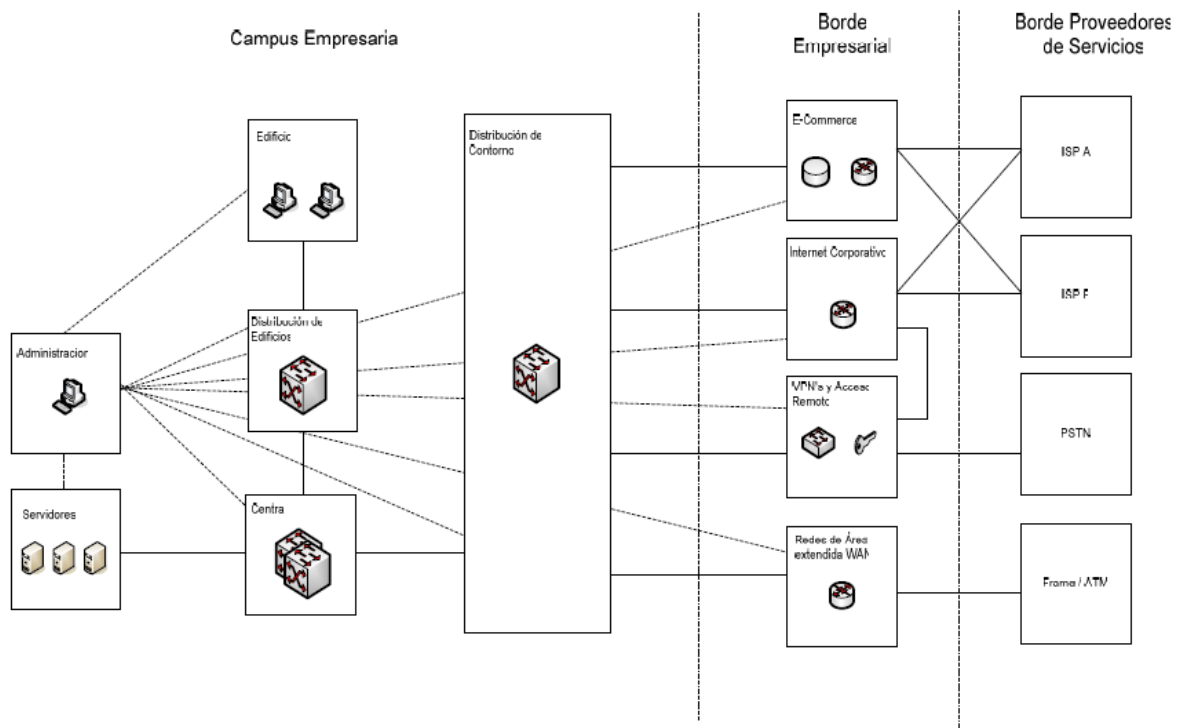 Campus Empresaria
Borde
Empresarial
Borde Proveedores
de Servicios
Edificio
Distribución de
Contorno
E-Commerce
ISP A
Internet Corporativo
ISP F
Distribución de
Edificios
Administracior
VPN's y Acceso
Remoto
PSTN
Servidores
Centra
Redes de Área
extendida WAN
Frame / ATM